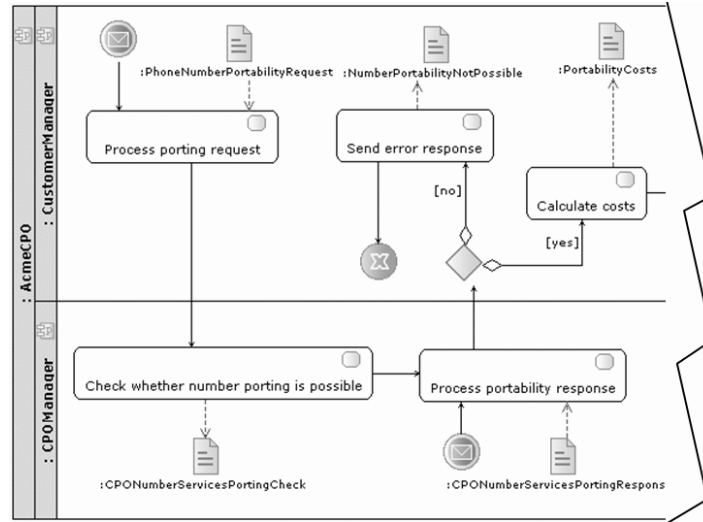 : AcmeCPO
: CustomerManager
:PhoneNumberPortabilityRequest
:NumberPortabilityNotPossible
:PortabilityCosts
Process porting request
Send error response
[no]
Calculate costs
[yes]
: CPOManager
Check whether number porting is possible
Process portability response
:CPONumberServicesPortingCheck
:CPONumberServicesPortingRespons